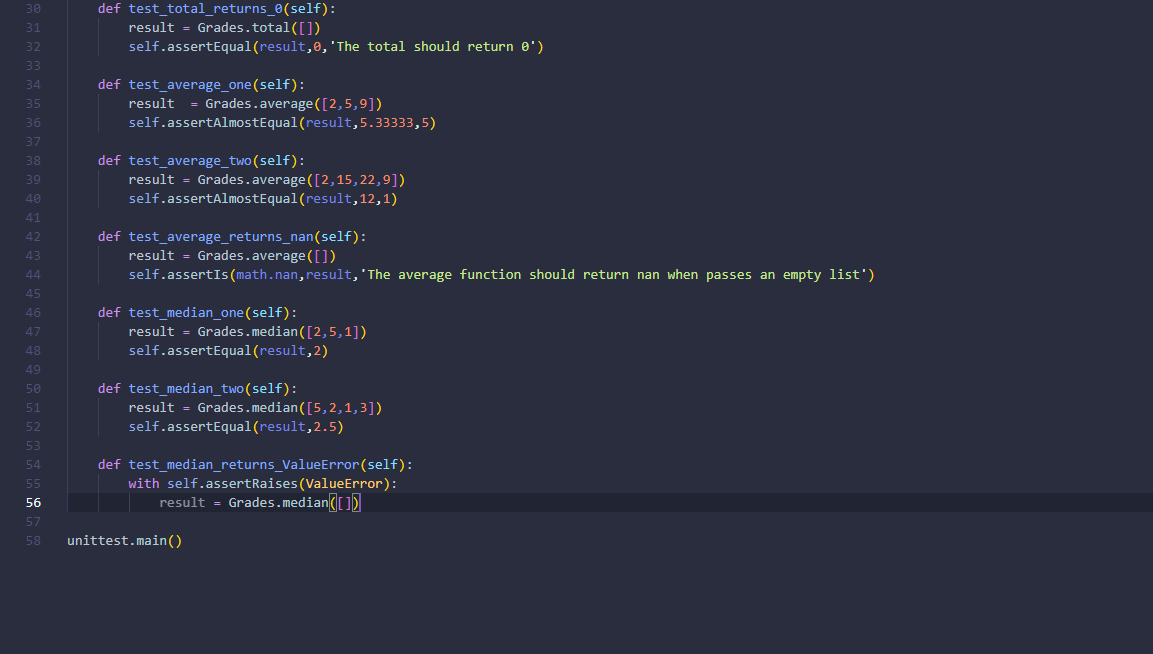 30 def test_total_returns_0(self):
31 result = Grades.total([])
32 self.assertEqual(result,0,'The total should return 0')
33
34 def test_average_one(self):
35 result  = Grades.average([2,5,9])
36 self.assertAlmostEqual(result,5.33333,5)
37
38 def test_average_two(self):
39 result = Grades.average([2,15,22,9])
40 self.assertAlmostEqual(result,12,1)
41
42 def test_average_returns_nan(self):
43 result = Grades.average([])
44 self.assertIs(math.nan,result,'The average function should return nan when passes an empty list')
45
46 def test_median_one(self):
47 result = Grades.median([2,5,1])
48 self.assertEqual(result,2)
49
50 def test_median_two(self):
51 result = Grades.median([5,2,1,3])
52 self.assertEqual(result,2.5)
53
54 def test_median_returns_ValueError(self):
55 with self.assertRaises(ValueError):
56 result = Grades.median([])
57
58 unittest.main()